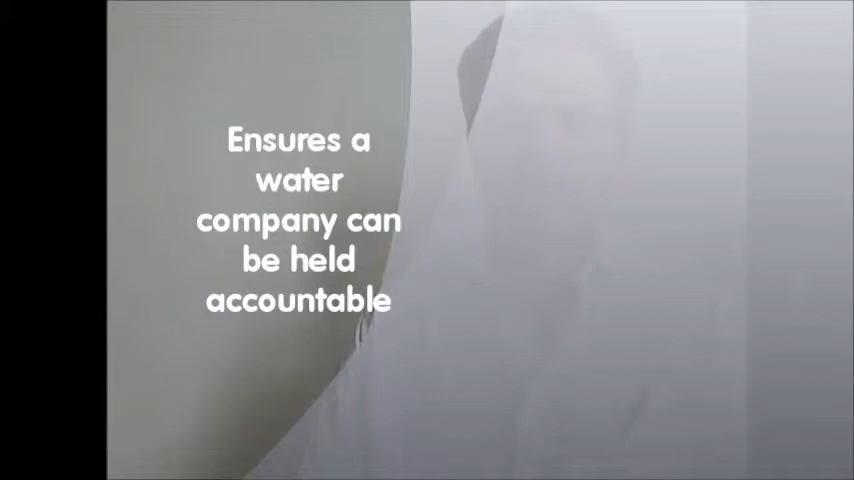 Ensures a
water
company can
be held
accountable